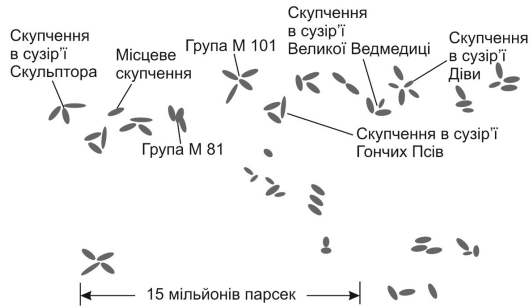 Скупчення
в сузір’ї
Скульптора
Місцеве
скупчення
Група М 101
Скупчення
в сузір’ї
Великої Ведмедиці
Скупчення
в сузір’ї
Діви
Група М 81
Скупчення в сузір’ї
Гончих Псів
15 мільйонів парсек